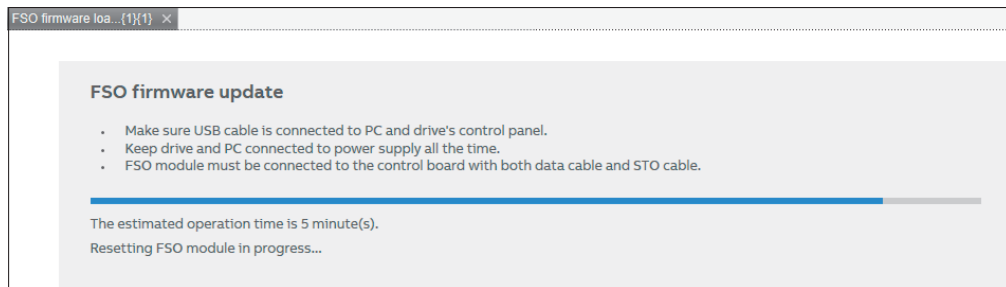 FSO firmware loa...{1}{1} ×
FSO firmware update
• Make sure USB cable is connected to PC and drive's control panel.
• Keep drive and PC connected to power supply all the time.
• FSO module must be connected to the control board with both data cable and STO cable.
The estimated operation time is 5 minute(s).
Resetting FSO module in progress...